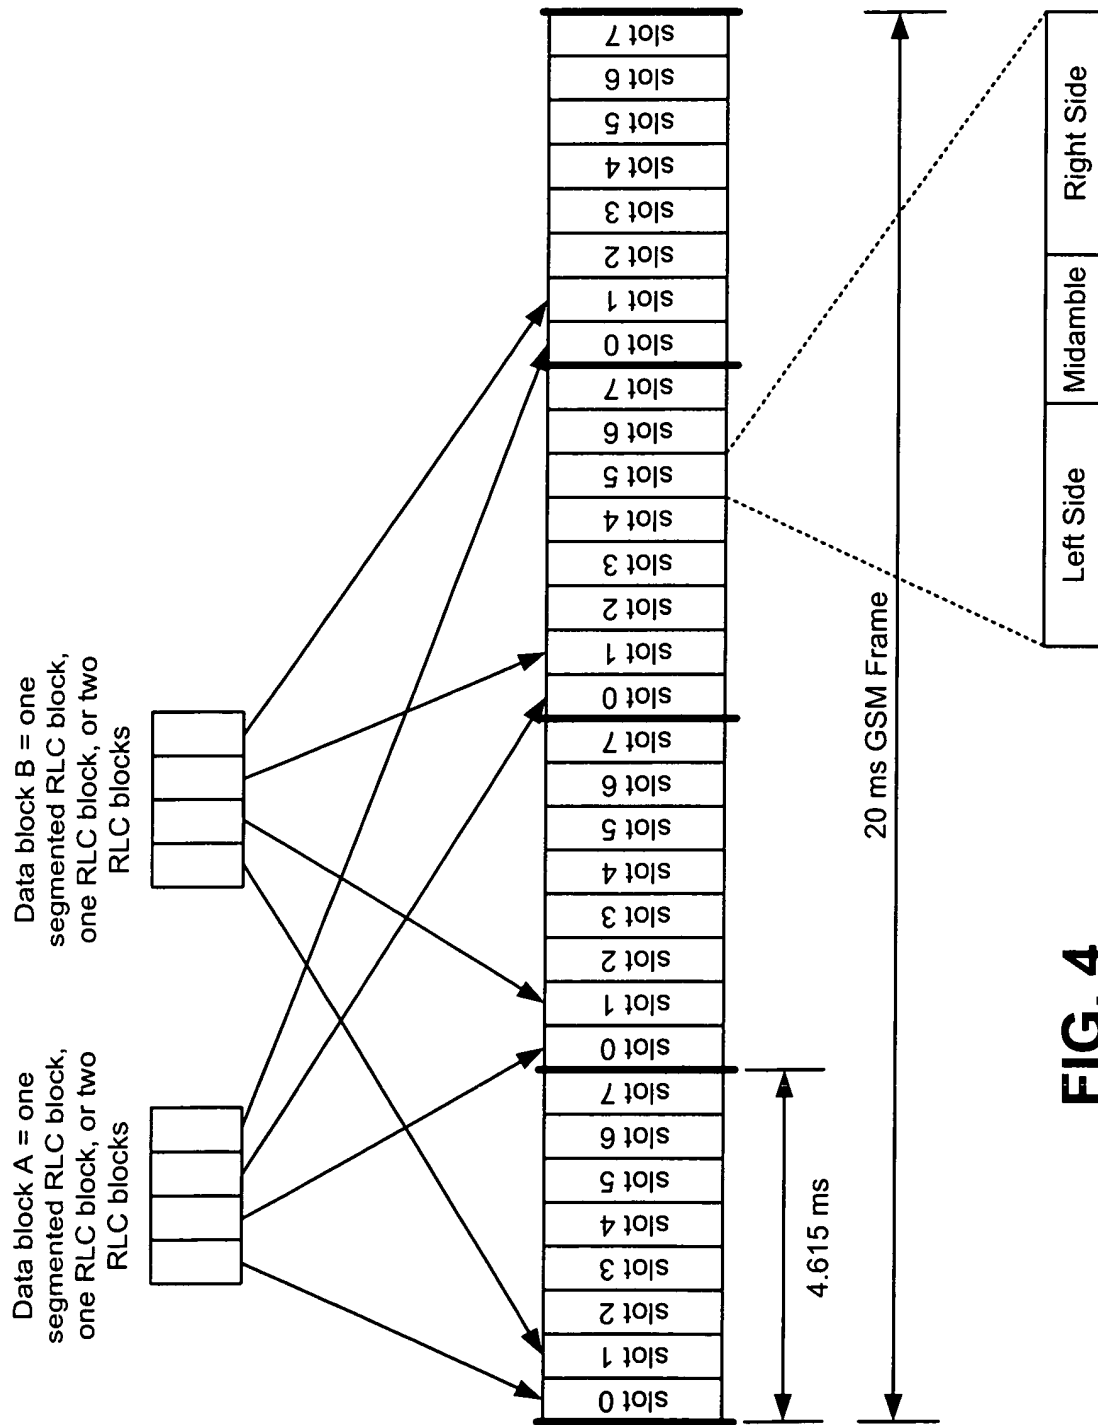 Data block A = one
segmented RLC block,
one RLC block, or two
RLC blocks
Data block B = one
segmented RLC block,
one RLC block, or two
RLC blocks
slot 0
slot 1
slot 2
slot 3
slot 4
slot 5
slot 6
slot 7
slot 0
slot 1
slot 2
slot 3
slot 4
slot 5
slot 6
slot 7
slot 0
slot 1
slot 2
slot 3
slot 4
slot 5
slot 6
slot 7
slot 0
slot 1
slot 2
slot 3
slot 4
slot 5
slot 6
slot 7
4.615 ms
20 ms GSM Frame
Left Side
Midamble
Right Side
FIG. 4